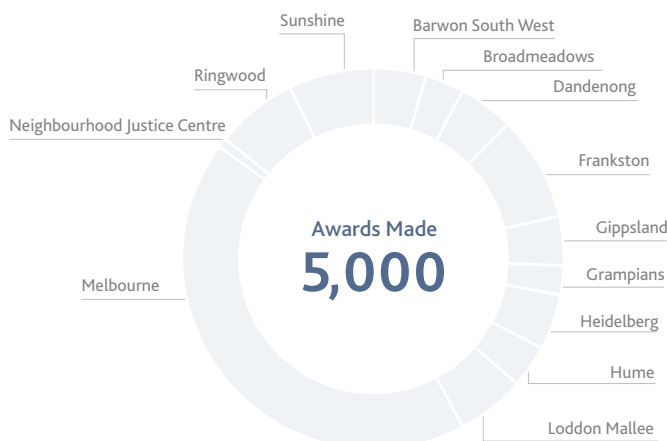 Sunshine
Barwon South West
Broadmeadows
Ringwood
Dandenong
Neighbourhood Justice Centre
Frankston
Awards Made
5,000
Gippsland
Grampians
Melbourne
Heidelberg
Hume
Loddon Mallee